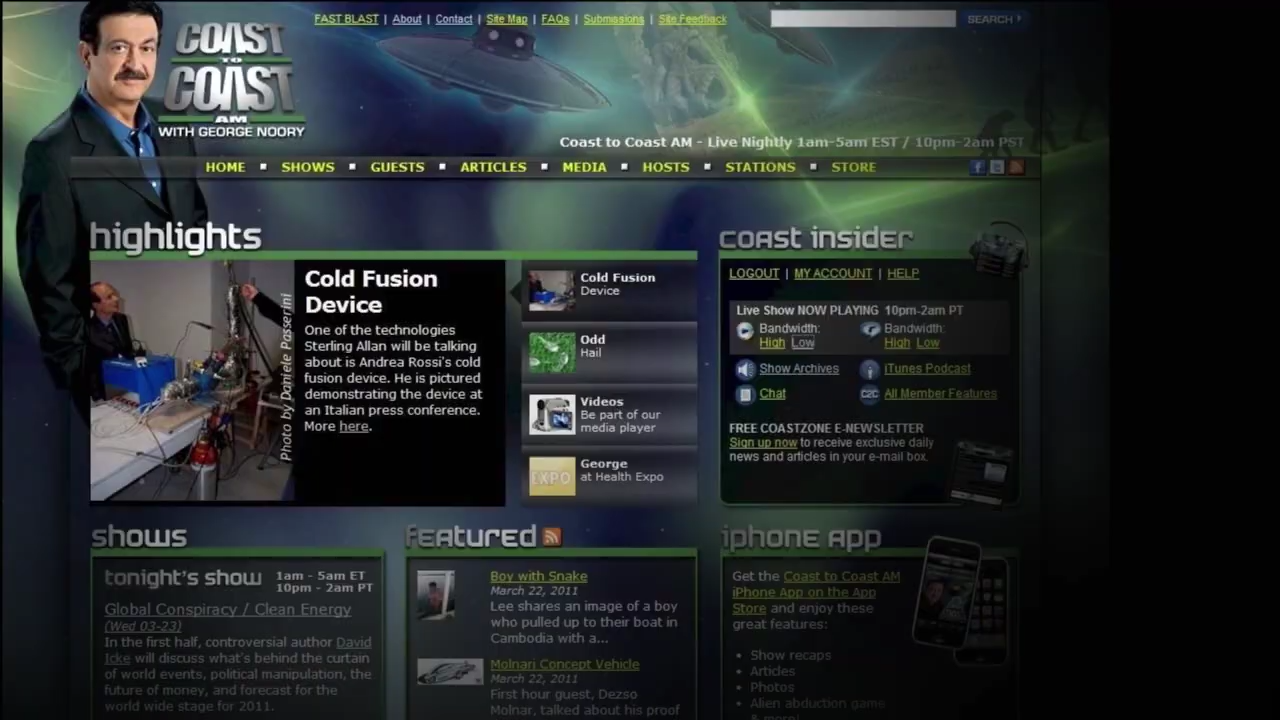 FAST BLAST | About | Contact | Site Map | FAQs | Submissions | Site Feedback
SEARCH
COAST
TO
COAST
AM
WITH GEORGE NOORY
Coast to Coast AM - Live Nightly 1am-5am EST / 10pm-2am PST
HOME SHOWS GUESTS ARTICLES MEDIA HOSTS STATIONS STORE
highlights
Photo by Daniele Passerini
Cold Fusion
Device
One of the technologies
Sterling Allan will be talking
about is Andrea Rossi's cold
fusion device. He is pictured
demonstrating the device at
an Italian press conference.
More here.
Cold Fusion
Device
Odd
Hail
Videos
Be part of our
media player
EXPO
George
at Health Expo
coast insider
LOGOUT | MY ACCOUNT | HELP
Live Show NOW PLAYING 10pm-2am PT
Bandwidth:
High Low
Bandwidth:
High Low
Show Archives
iTunes Podcast
Chat
C2C
All Member Features
FREE COASTZONE E-NEWSLETTER
Sign up now to receive exclusive daily
news and articles in your e-mail box.
shows
tonight's show
1am - 5am ET
10pm - 2am PT
Global Conspiracy / Clean Energy
(Wed 03-23)
In the first half, controversial author David
Icke will discuss what's behind the curtain
of world events, political manipulation, the
future of money, and forecast for the
world wide stage for 2011.
featured
Boy with Snake
March 22, 2011
Lee shares an image of a boy
who pulled up to their boat in
Cambodia with a...
Molnari Concept Vehicle
March 22, 2011
First hour guest, Dezso
Molnar, talked about his proof
iphone app
Get the Coast to Coast AM
iPhone App on the App
Store and enjoy these
great features:
• Show recaps
• Articles
• Photos
• Alien abduction game
& more!